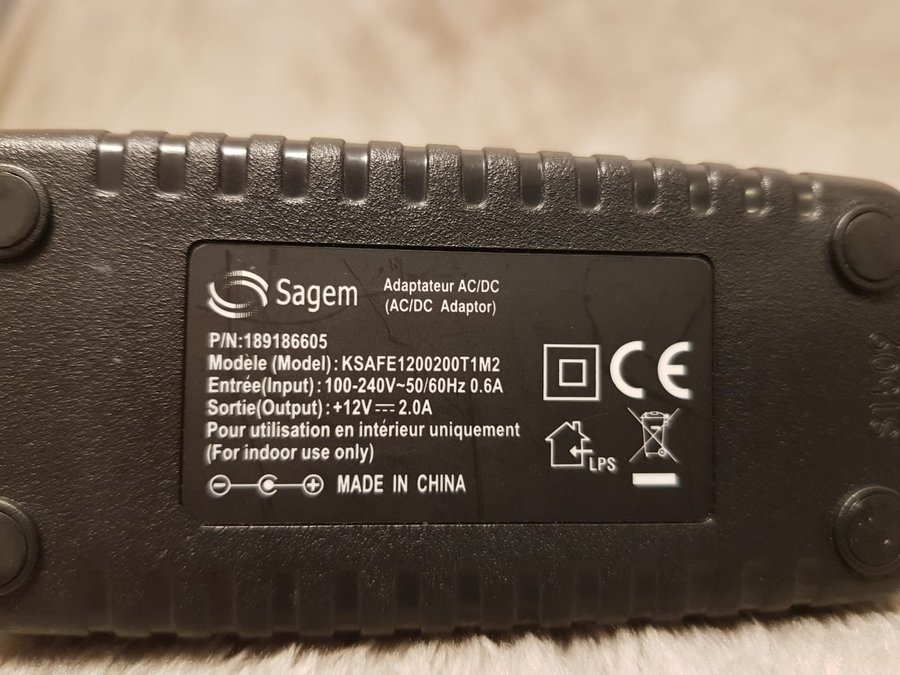 Sagem
Adaptateur AC/DC
(AC/DC Adaptor)
P/N:189186605
Modèle (Model) : KSAFE1200200T1M2
Entrée(Input) : 100-240V~50/60Hz 0.6A
Sortie(Output) : +12V⎓2.0A
Pour utilisation en intérieur uniquement
(For indoor use only)
MADE IN CHINA
CE
LPS